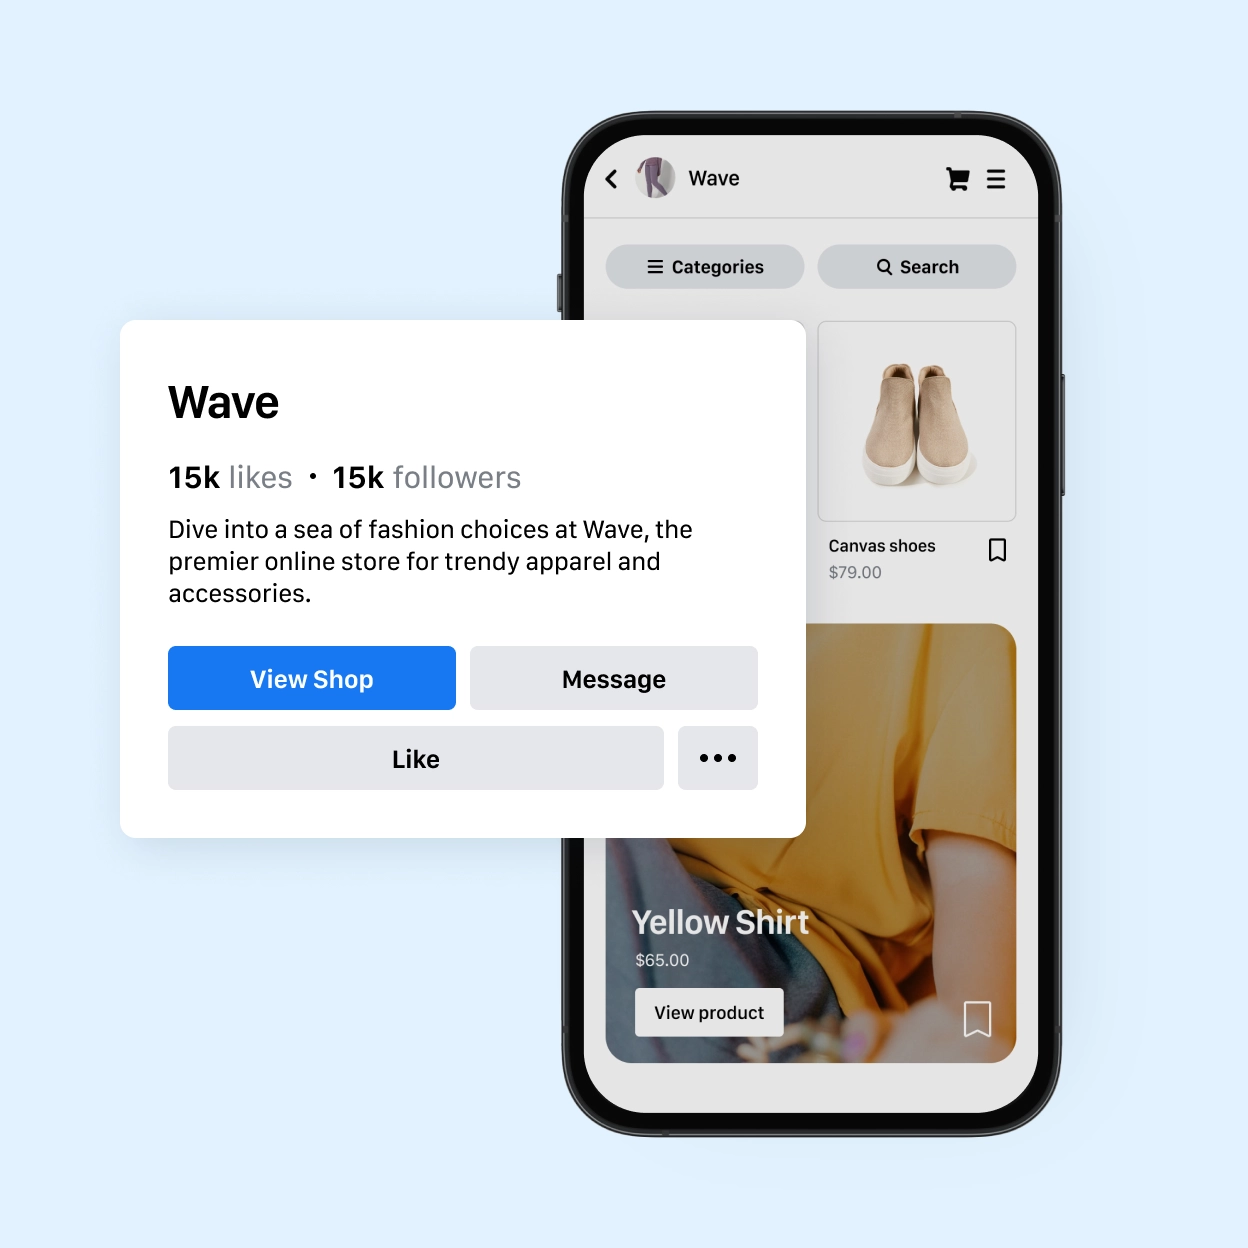 Wave
Categories
Search
Wave
15k likes · 15k followers
Dive into a sea of fashion choices at Wave, the
premier online store for trendy apparel and
accessories.
View Shop
Message
Like
Canvas shoes
$79.00
Yellow Shirt
$65.00
View product